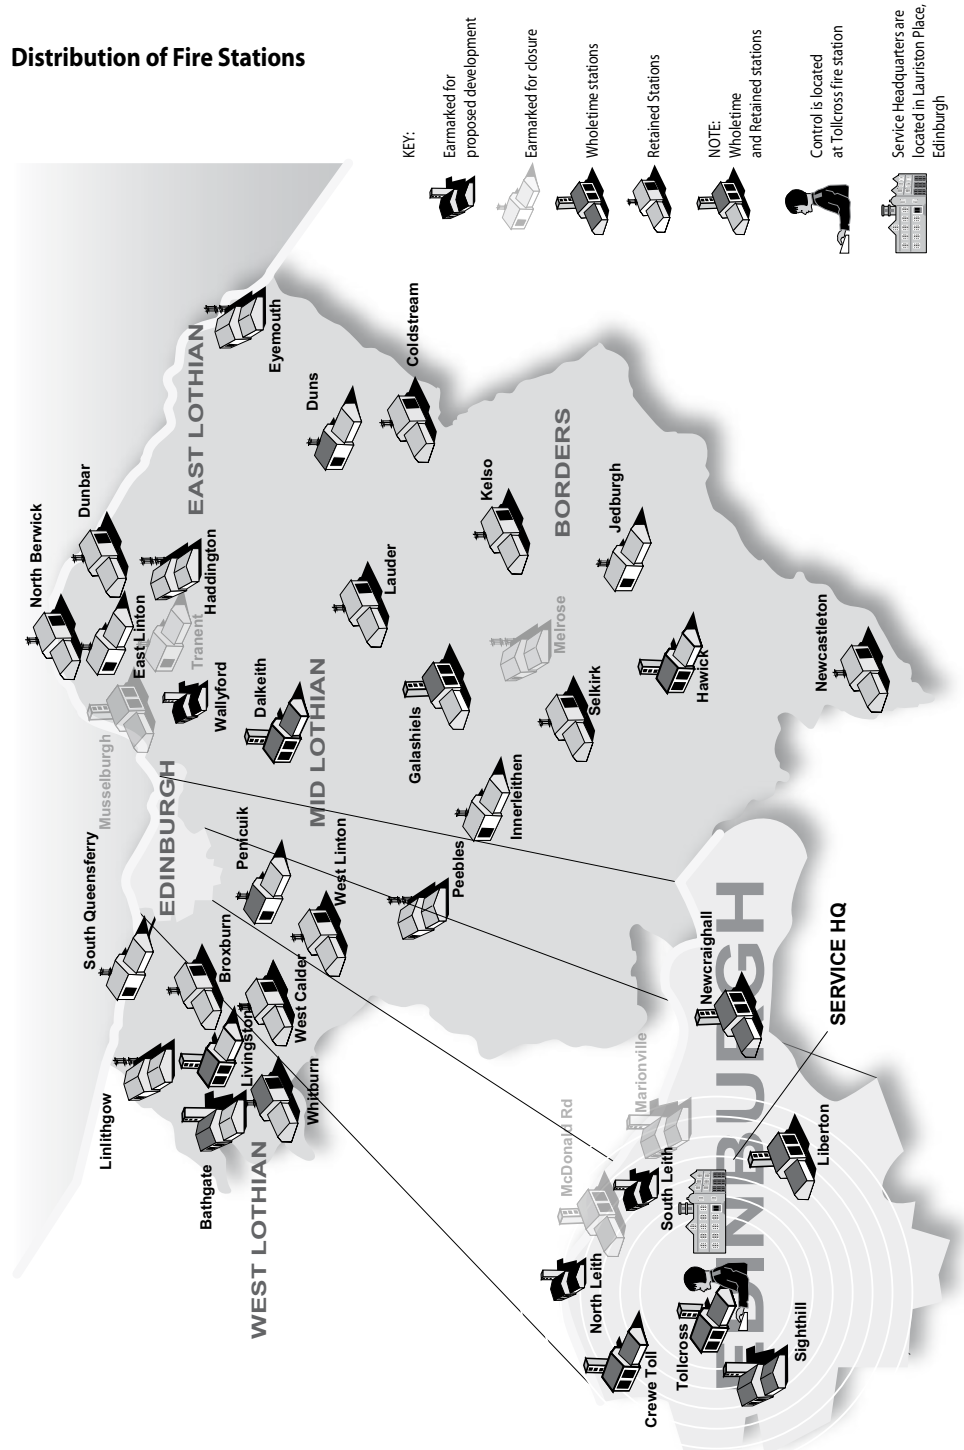 Distribution of Fire Stations
KEY:
Earmarked for
proposed development
Earmarked for closure
Wholetime stations
Retained Stations
NOTE:
Wholetime
and Retained stations
Control is located
at Tollcross fire station
Service Headquarters are
located in Lauriston Place,
Edinburgh
EAST LOTHIAN
Eyemouth
Coldstream
Duns
Dunbar
North Berwick
Haddington
East Linton
Tranent
Musselburgh
Wallyford
Dalkeith
MID LOTHIAN
Lauder
Kelso
BORDERS
Jedburgh
Melrose
Galashiels
Selkirk
Hawick
Newcastleton
Innerleithen
Peebles
EDINBURGH
South Queensferry
Penicuik
West Linton
Broxburn
West Calder
Livingston
Linlithgow
Bathgate
Whitburn
WEST LOTHIAN
EDINBURGH
Newcraighall
SERVICE HQ
Marionville
McDonald Rd
South Leith
Liberton
North Leith
Crewe Toll
Tollcross
Sighthill